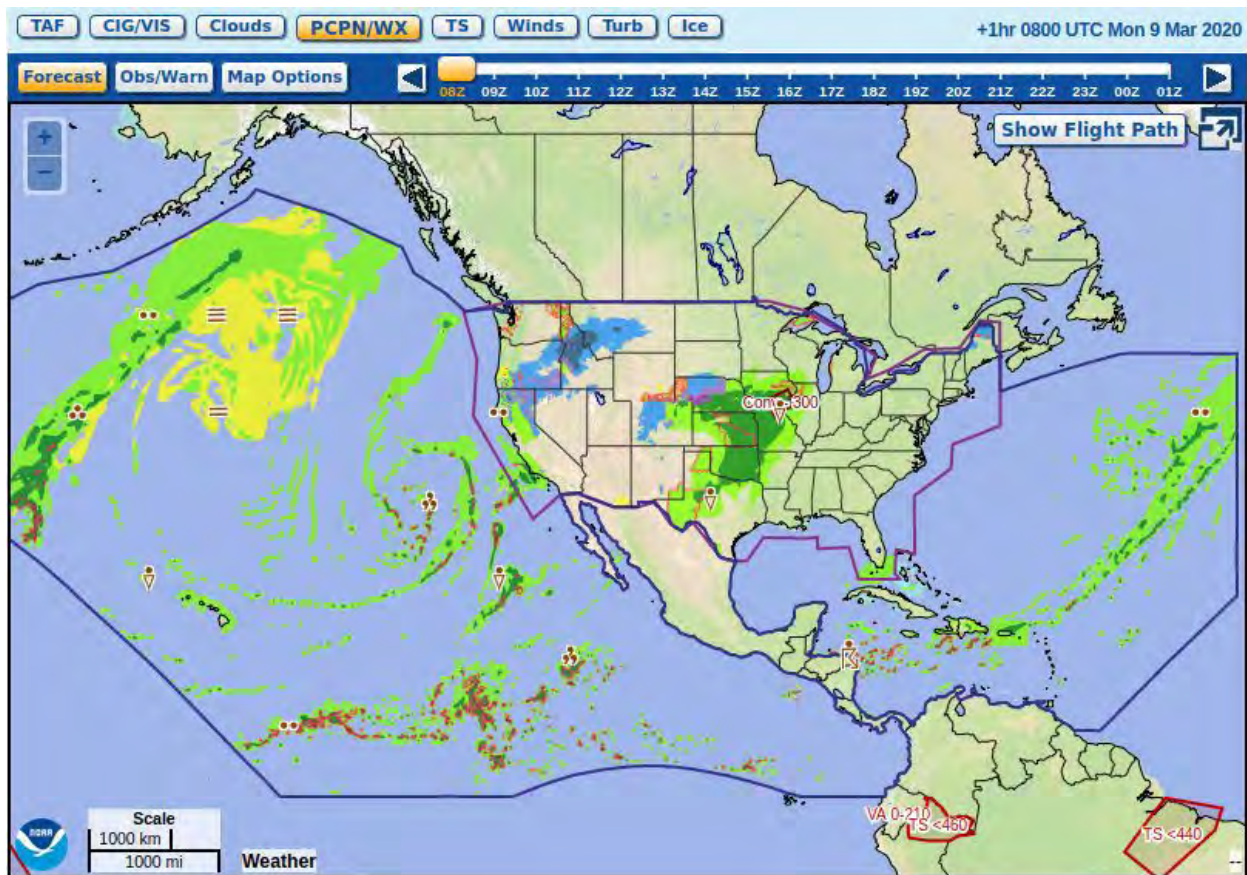 TAF CIG/VIS Clouds PCPN/WX TS Winds Turb Ice +1hr 0800 UTC Mon 9 Mar 2020
Forecast Obs/Warn Map Options
08Z 09Z 10Z 11Z 12Z 13Z 14Z 15Z 16Z 17Z 18Z 19Z 20Z 21Z 22Z 23Z 00Z 01Z
+
Show Flight Path
−
300
VA 0-210
TS <460
TS <440
Scale
1000 km
1000 mi
NOAA
Weather
--